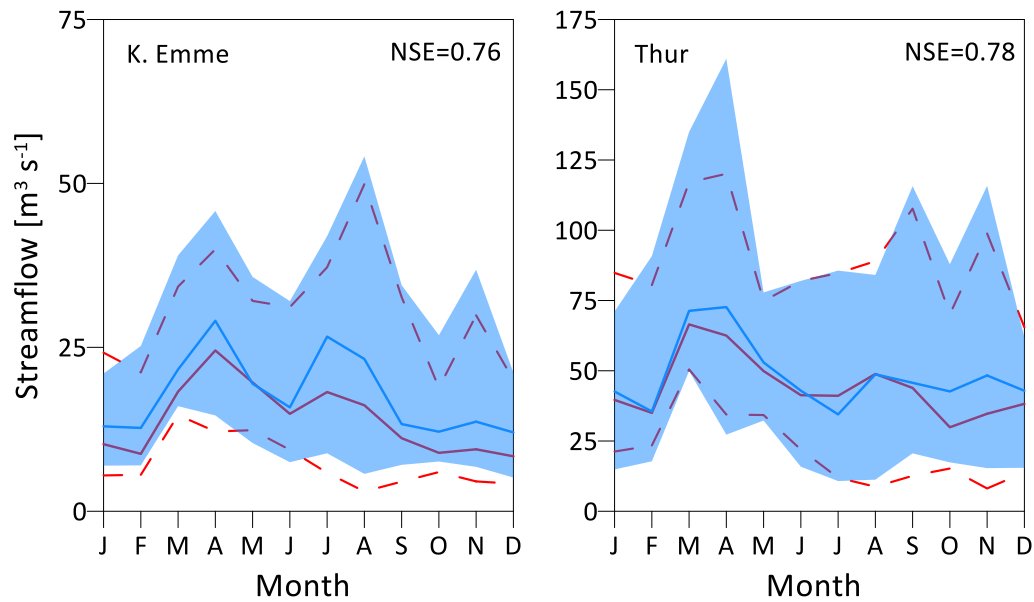 K. Emme
NSE=0.76
75
50
25
0
J F M A M J J A S O N D
Month
Streamflow [m³ s⁻¹]
Thur
NSE=0.78
175
150
125
100
75
50
25
0
J F M A M J J A S O N D
Month